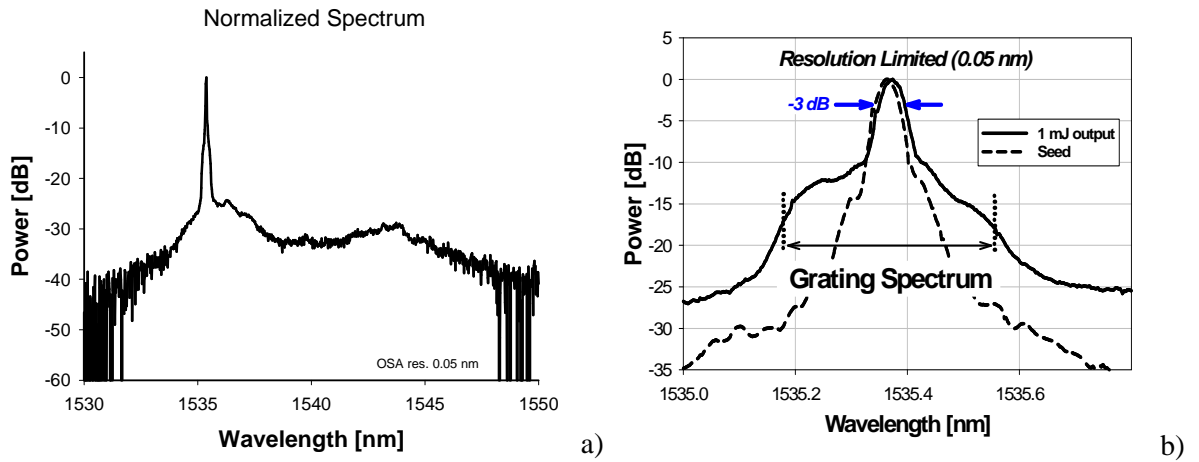 Normalized Spectrum
Power [dB]
0
-10
-20
-30
-40
-50
-60
OSA res. 0.05 nm
1530
1535
1540
1545
1550
Wavelength [nm]
a)
Resolution Limited (0.05 nm)
-3 dB
1 mJ output
Seed
Grating Spectrum
Power [dB]
5
0
-5
-10
-15
-20
-25
-30
-35
1535.0
1535.2
1535.4
1535.6
Wavelength [nm]
b)